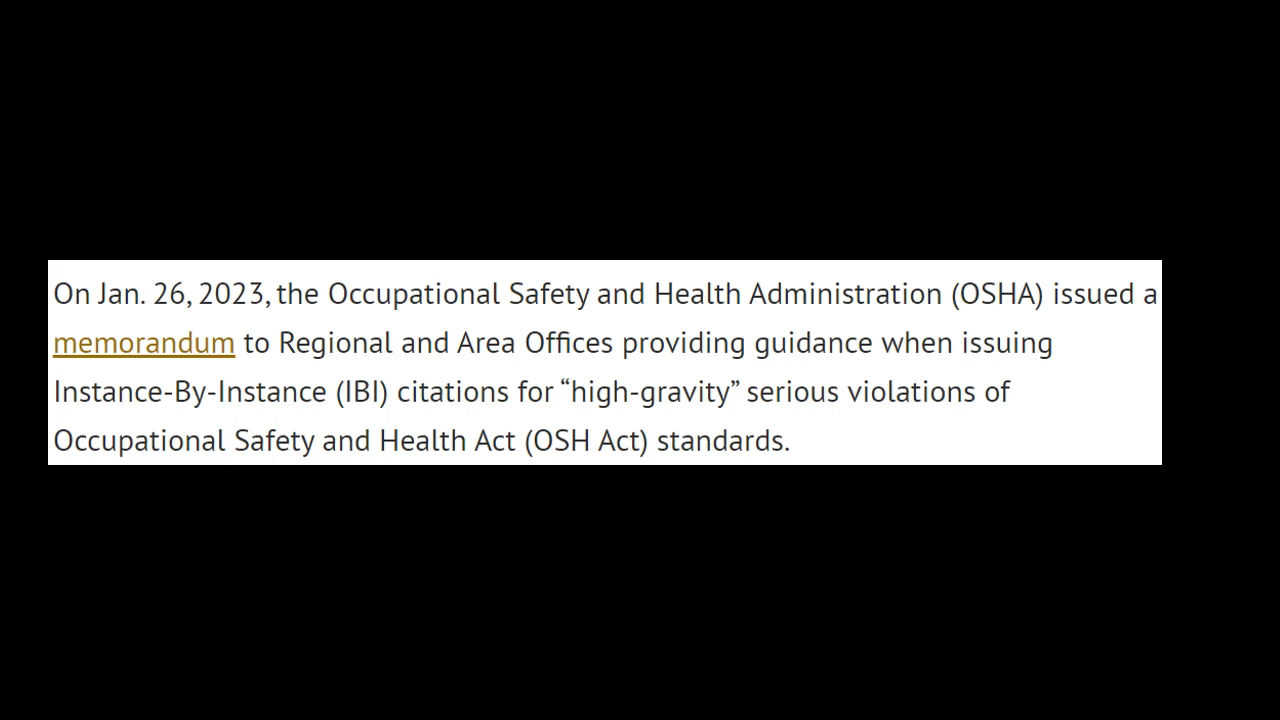 On Jan. 26, 2023, the Occupational Safety and Health Administration (OSHA) issued a
memorandum to Regional and Area Offices providing guidance when issuing
Instance-By-Instance (IBI) citations for “high-gravity” serious violations of
Occupational Safety and Health Act (OSH Act) standards.